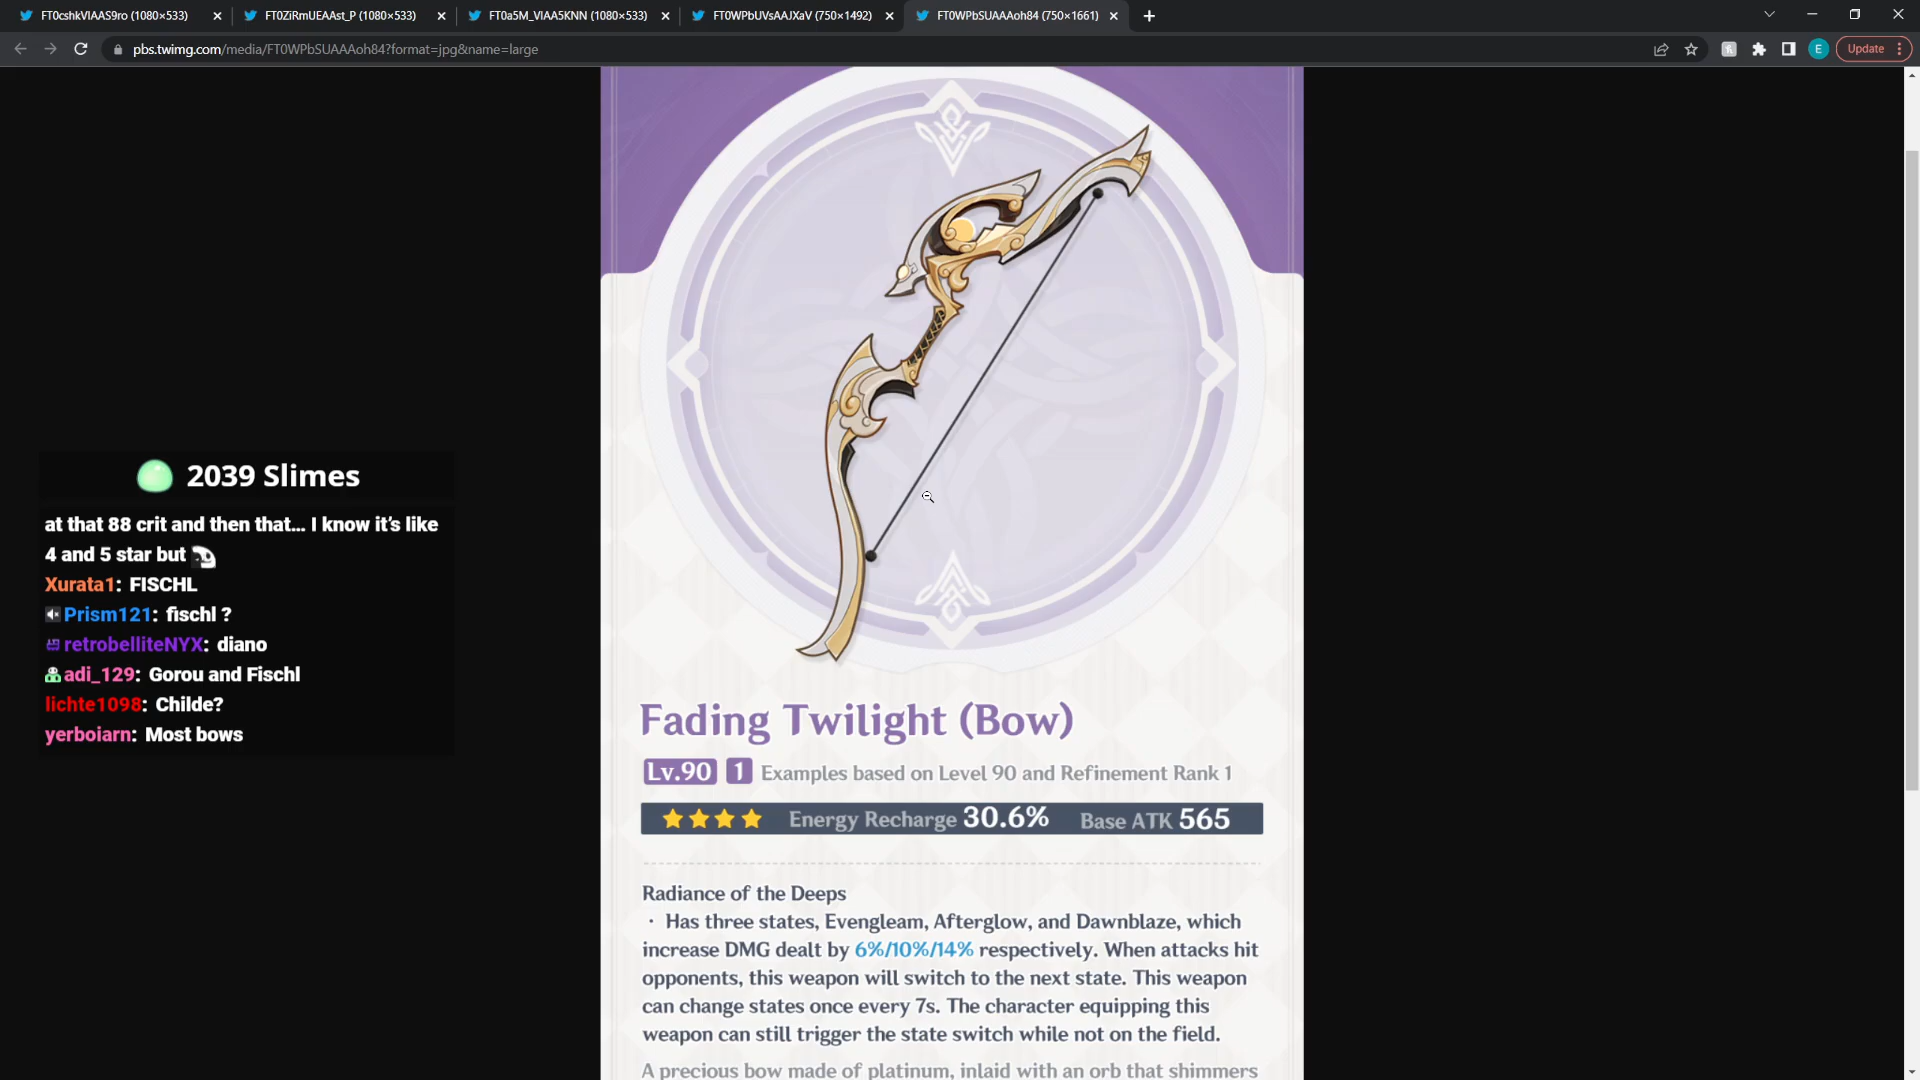 FT0cshkVIAAS9ro (1080×533)
FT0ZiRmUEAAst_P (1080×533)
FT0a5M_VIAA5KNN (1080×533)
FT0WPbUVsAAJXaV (750×1492)
FT0WPbSUAAAoh84 (750×1661)
pbs.twimg.com/media/FT0WPbSUAAAoh84?format=jpg&name=large
E
Update
2039 Slimes
at that 88 crit and then that... I know it's like
4 and 5 star but
Xurata1: FISCHL
Prism121: fischl ?
retrobelliteNYX: diano
adi_129: Gorou and Fischl
lichte1098: Childe?
yerboiarn: Most bows
Fading Twilight (Bow)
Lv.90 1 Examples based on Level 90 and Refinement Rank 1
Energy Recharge 30.6% Base ATK 565
Radiance of the Deeps
· Has three states, Evengleam, Afterglow, and Dawnblaze, which
increase DMG dealt by 6%/10%/14% respectively. When attacks hit
opponents, this weapon will switch to the next state. This weapon
can change states once every 7s. The character equipping this
weapon can still trigger the state switch while not on the field.
A precious bow made of platinum, inlaid with an orb that shimmers